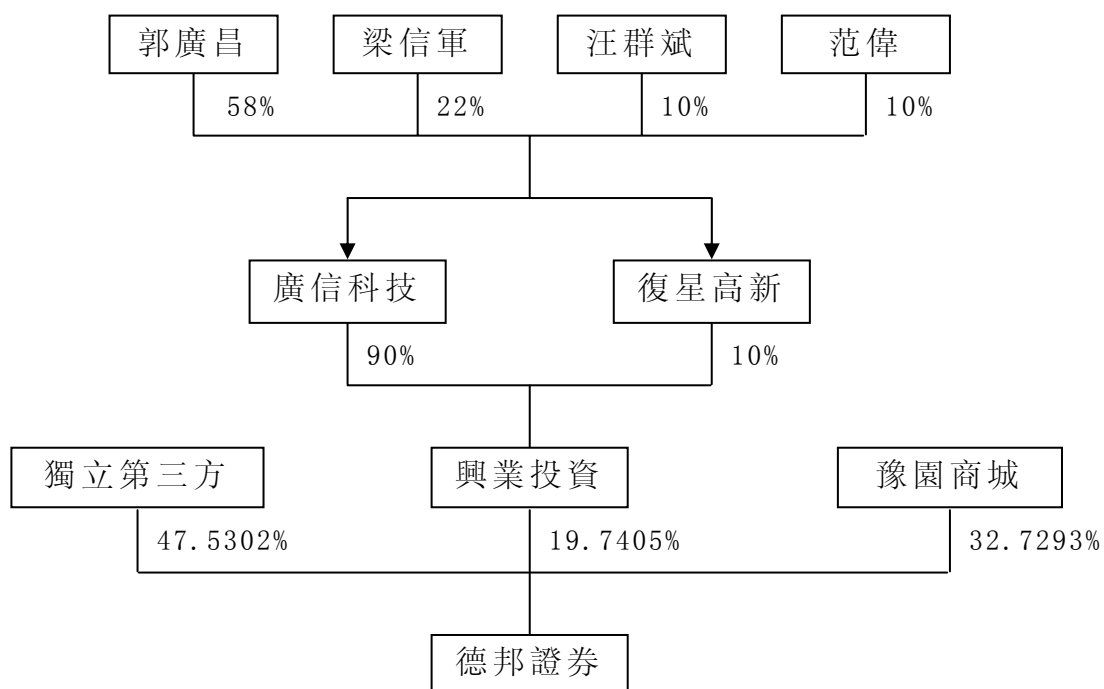 郭廣昌 梁信軍 汪群斌 范偉
58% 22% 10% 10%
廣信科技 復星高新
90% 10%
獨立第三方 興業投資 豫園商城
47.5302% 19.7405% 32.7293%
德邦證券